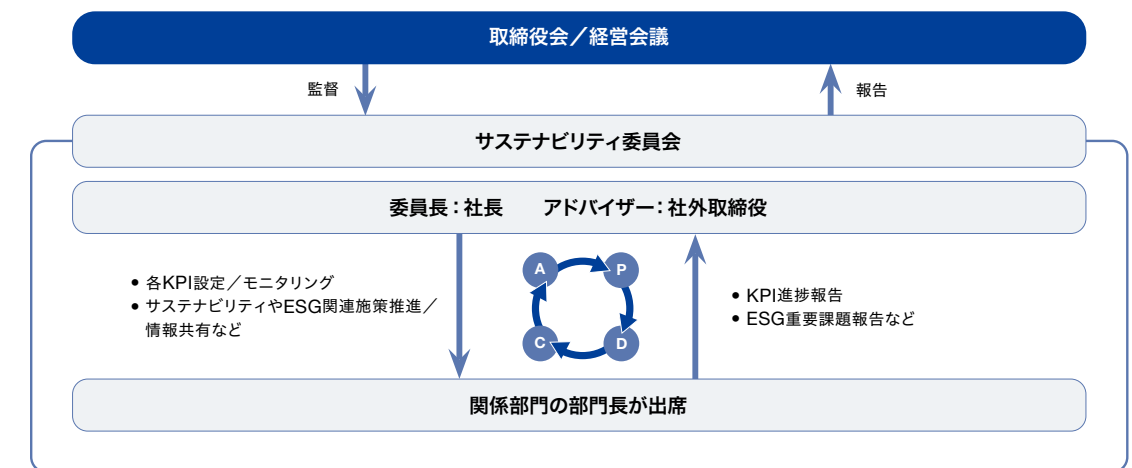 取締役会／経営会議
監督
報告
サステナビリティ委員会
委員長：社長　　アドバイザー：社外取締役
• 各KPI設定／モニタリング
• サステナビリティやESG関連施策推進／
情報共有など
A
P
C
D
• KPI進捗報告
• ESG重要課題報告など
関係部門の部門長が出席